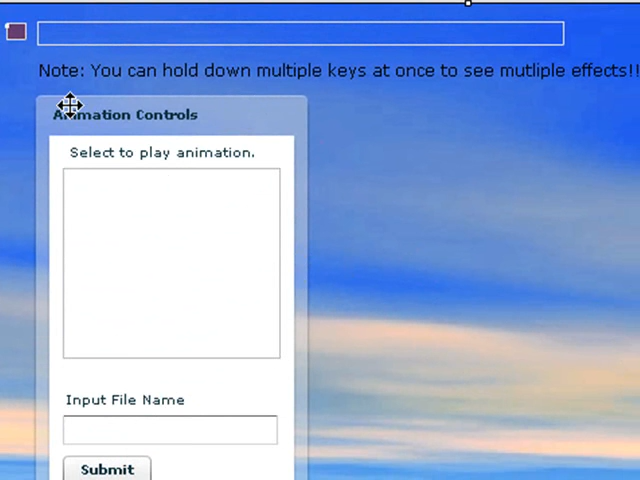 Note: You can hold down multiple keys at once to see mutliple effects!!
Animation Controls
Select to play animation.
Input File Name
Submit